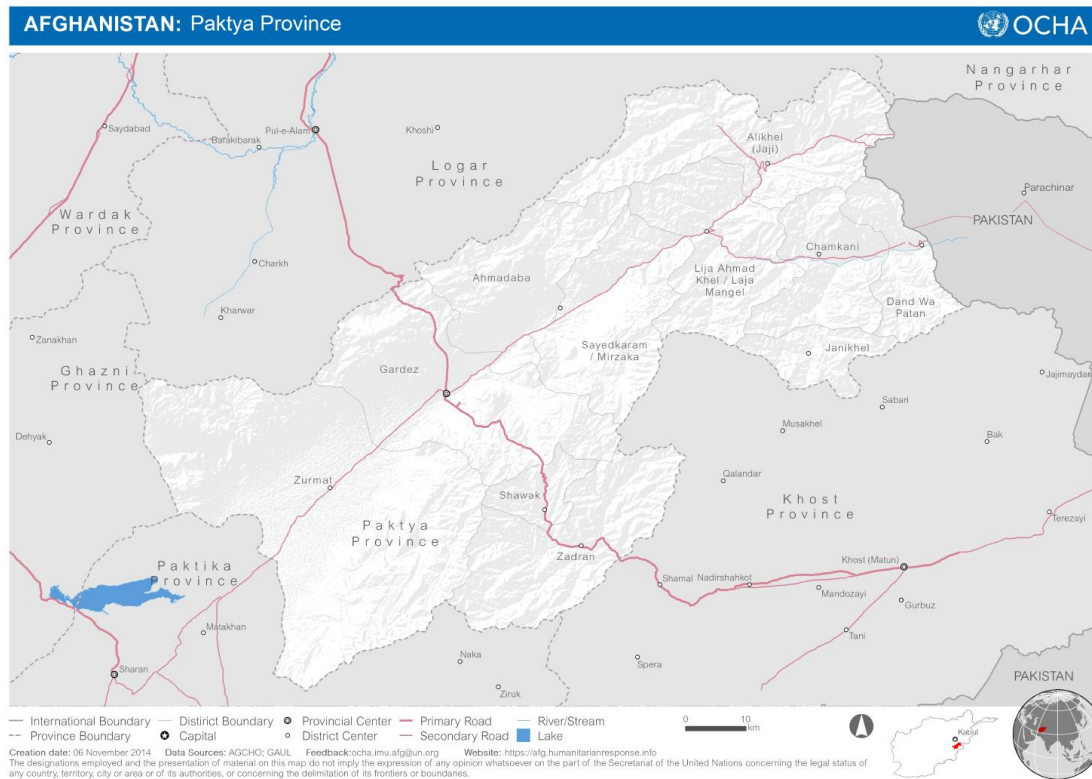 AFGHANISTAN: Paktya Province
OCHA
Nangarhar
Province
Saydabad
Pul-e-Alam
Khoshi
Barakibarak
Alikhel
(Jaji)
Logar
Province
Parachinar
Wardak
Province
PAKISTAN
Chamkani
Charkh
Ahmadaba
Lija Ahmad
Khel / Laja
Mangel
Dand Wa
Patan
Kharwar
Zanakhan
Sayedkaram
/ Mirzaka
Janikhel
Ghazni
Province
Gardez
Jajimaydan
Sabari
Musakhel
Dehyak
Bak
Qalandar
Zurmat
Shawak
Khost
Province
Terezayi
Paktya
Province
Zadran
Paktika
Province
Khost (Matun)
Shamal
Nadirshahkot
Mandozayi
Gurbuz
Matakhan
Tani
Naka
Spera
Sharan
Ziruk
PAKISTAN
International Boundary
District Boundary
Provincial Center
Primary Road
River/Stream
Province Boundary
Capital
District Center
Secondary Road
Lake
0 10
km
Kabul
Creation date: 06 November 2014 Data Sources: AGCHO; GAUL Feedback:ocha.imu.afg@un.org Website: https://afg.humanitarianresponse.info
The designations employed and the presentation of material on this map do not imply the expression of any opinion whatsoever on the part of the Secretariat of the United Nations concerning the legal status of
any country, territory, city or area or of its authorities, or concerning the delimitation of its frontiers or boundaries.